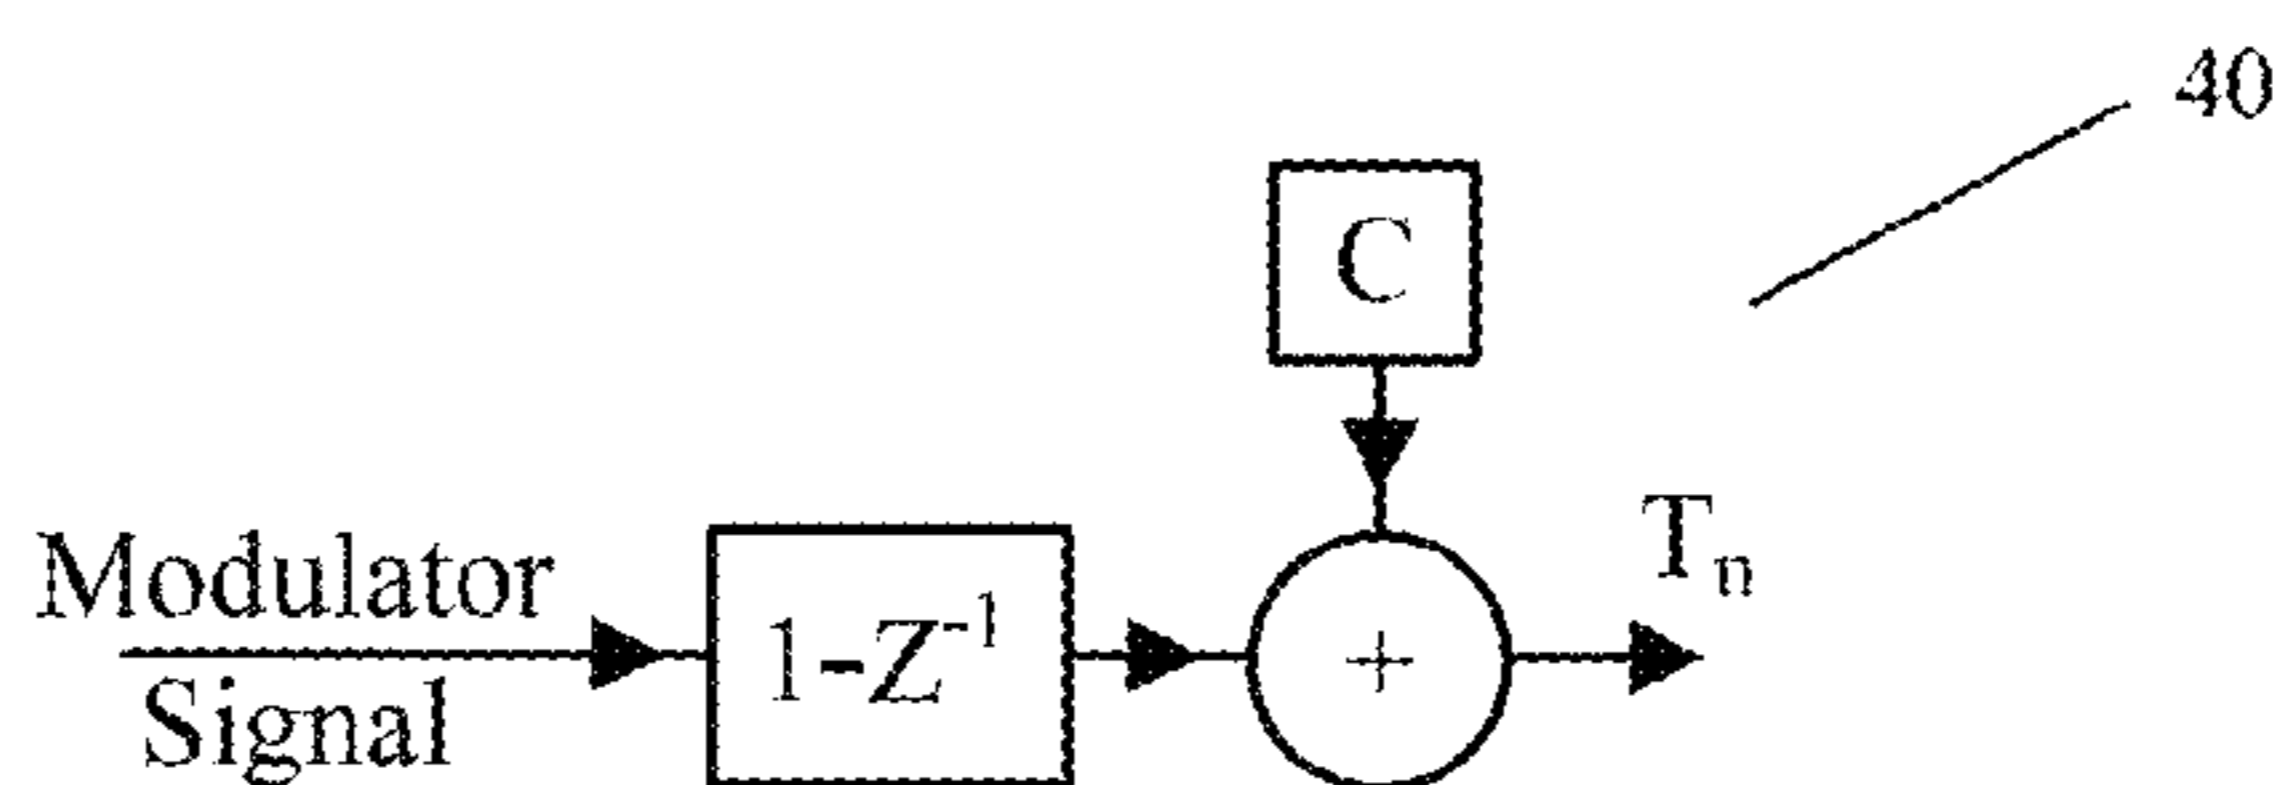 40
C
Modulator
Signal
1-Z⁻¹
+
Tₙ